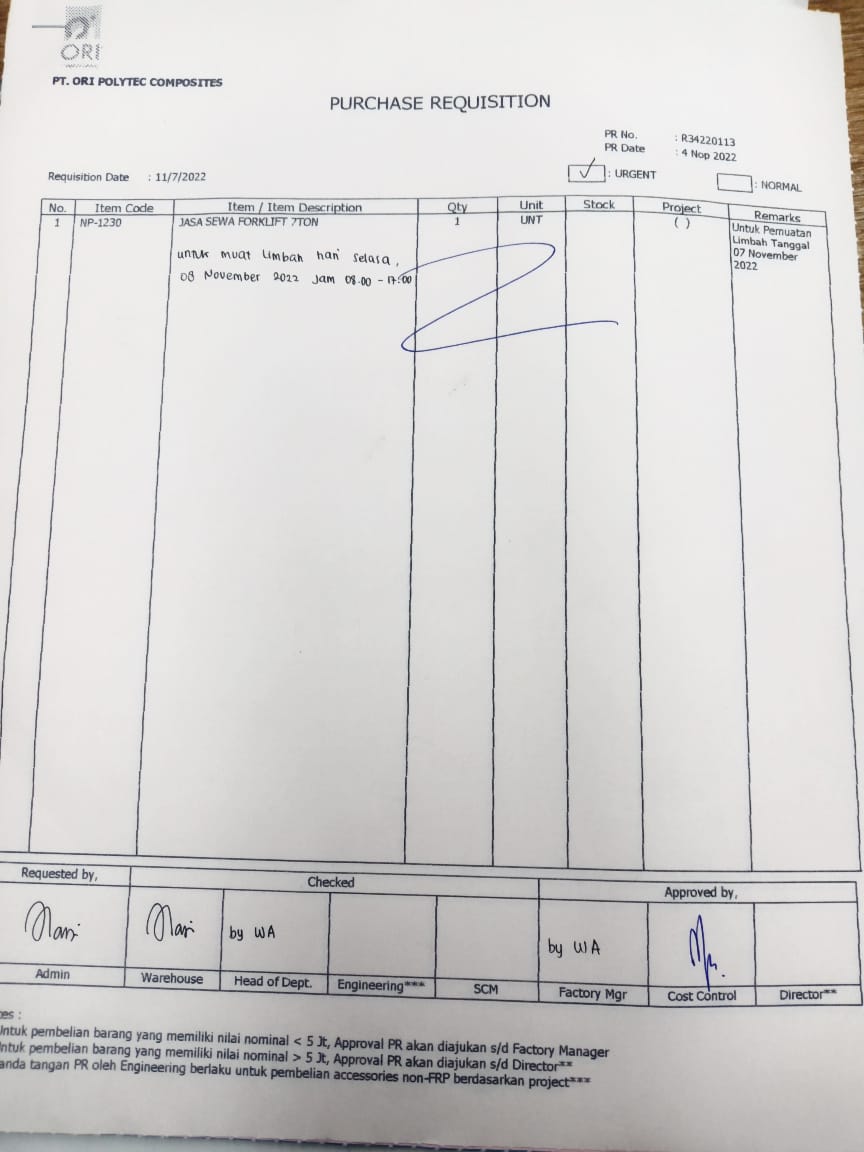 ORI
PT. ORI POLYTEC COMPOSITES
PURCHASE REQUISITION
PR No. : R34220113
PR Date : 4 Nop 2022
Requisition Date : 11/7/2022
: URGENT
: NORMAL
No. Item Code Item / Item Description Qty Unit Stock Project Remarks
1 NP-1230 JASA SEWA FORKLIFT 7TON 1 UNT ( ) Untuk Pemuatan
Limbah Tanggal
07 November
2022
untuk muat limbah hari selasa,
08 November 2022 Jam 08.00 - 17:00
Requested by, Checked Approved by,
by WA by WA
Admin Warehouse Head of Dept. Engineering*** SCM Factory Mgr Cost Control Director**
es :
ntuk pembelian barang yang memiliki nilai nominal < 5 Jt, Approval PR akan diajukan s/d Factory Manager
ntuk pembelian barang yang memiliki nilai nominal > 5 Jt, Approval PR akan diajukan s/d Director**
anda tangan PR oleh Engineering berlaku untuk pembelian accessories non-FRP berdasarkan project***